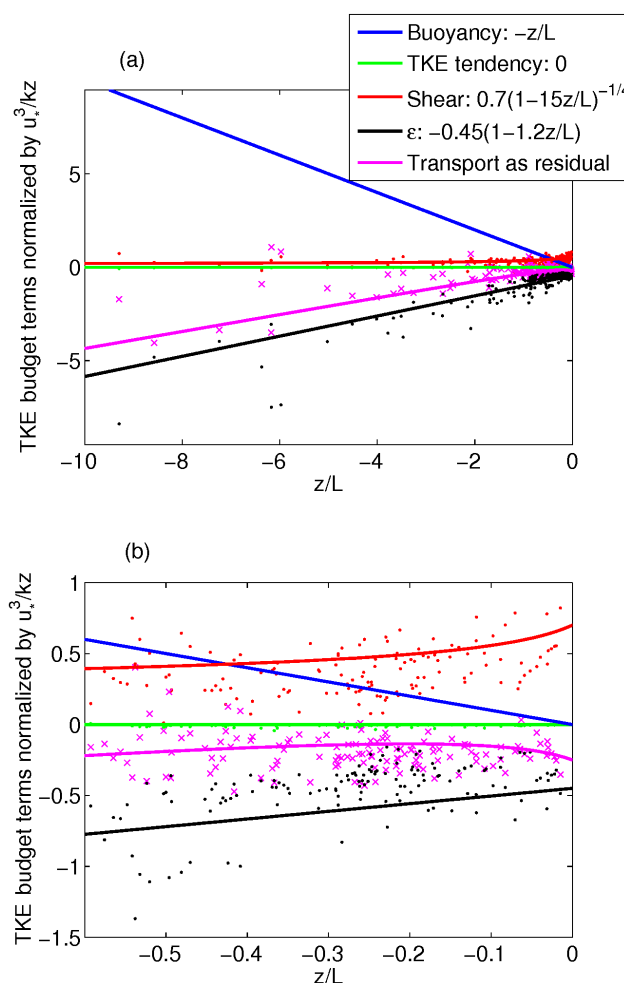 (a)
Buoyancy: −z/L
TKE tendency: 0
Shear: 0.7(1−15z/L)^−1/4
ε: −0.45(1−1.2z/L)
Transport as residual
TKE budget terms normalized by u*³/kz
5
0
−5
−10
−8
−6
−4
−2
0
z/L
(b)
TKE budget terms normalized by u*³/kz
1
0.5
0
−0.5
−1
−1.5
−0.5
−0.4
−0.3
−0.2
−0.1
0
z/L